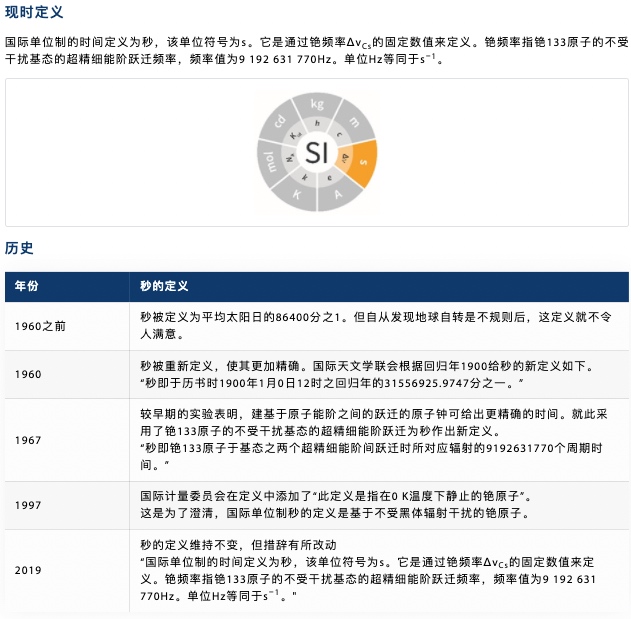 现时定义
国际单位制的时间定义为秒，该单位符号为s。它是通过铯频率Δν꜀ₛ的固定数值来定义。铯频率指铯133原子的不受
干扰基态的超精细能阶跃迁频率，频率值为9 192 631 770Hz。单位Hz等同于s⁻¹。
kg
m
s
A
K
mol
cd
h
c
Δν
e
k
Nₐ
SI
历史
年份 秒的定义
1960之前
秒被定义为平均太阳日的86400分之1。但自从发现地球自转是不规则后，这定义就不令
人满意。
1960
秒被重新定义，使其更加精确。国际天文学联会根据回归年1900给秒的新定义如下。
“秒即于历书时1900年1月0日12时之回归年的31556925.9747分之一。”
1967
较早期的实验表明，建基于原子能阶之间的跃迁的原子钟可给出更精确的时间。就此采
用了铯133原子的不受干扰基态的超精细能阶跃迁为秒作出新定义。
“秒即铯133原子于基态之两个超精细能阶间跃迁时所对应辐射的9192631770个周期时
间。”
1997
国际计量委员会在定义中添加了“此定义是指在0 K温度下静止的铯原子”。
这是为了澄清，国际单位制秒的定义是基于不受黑体辐射干扰的铯原子。
2019
秒的定义维持不变，但措辞有所改动
“国际单位制的时间定义为秒，该单位符号为s。它是通过铯频率Δν꜀ₛ的固定数值来定
义。铯频率指铯133原子的不受干扰基态的超精细能阶跃迁频率，频率值为9 192 631
770Hz。单位Hz等同于s⁻¹。"